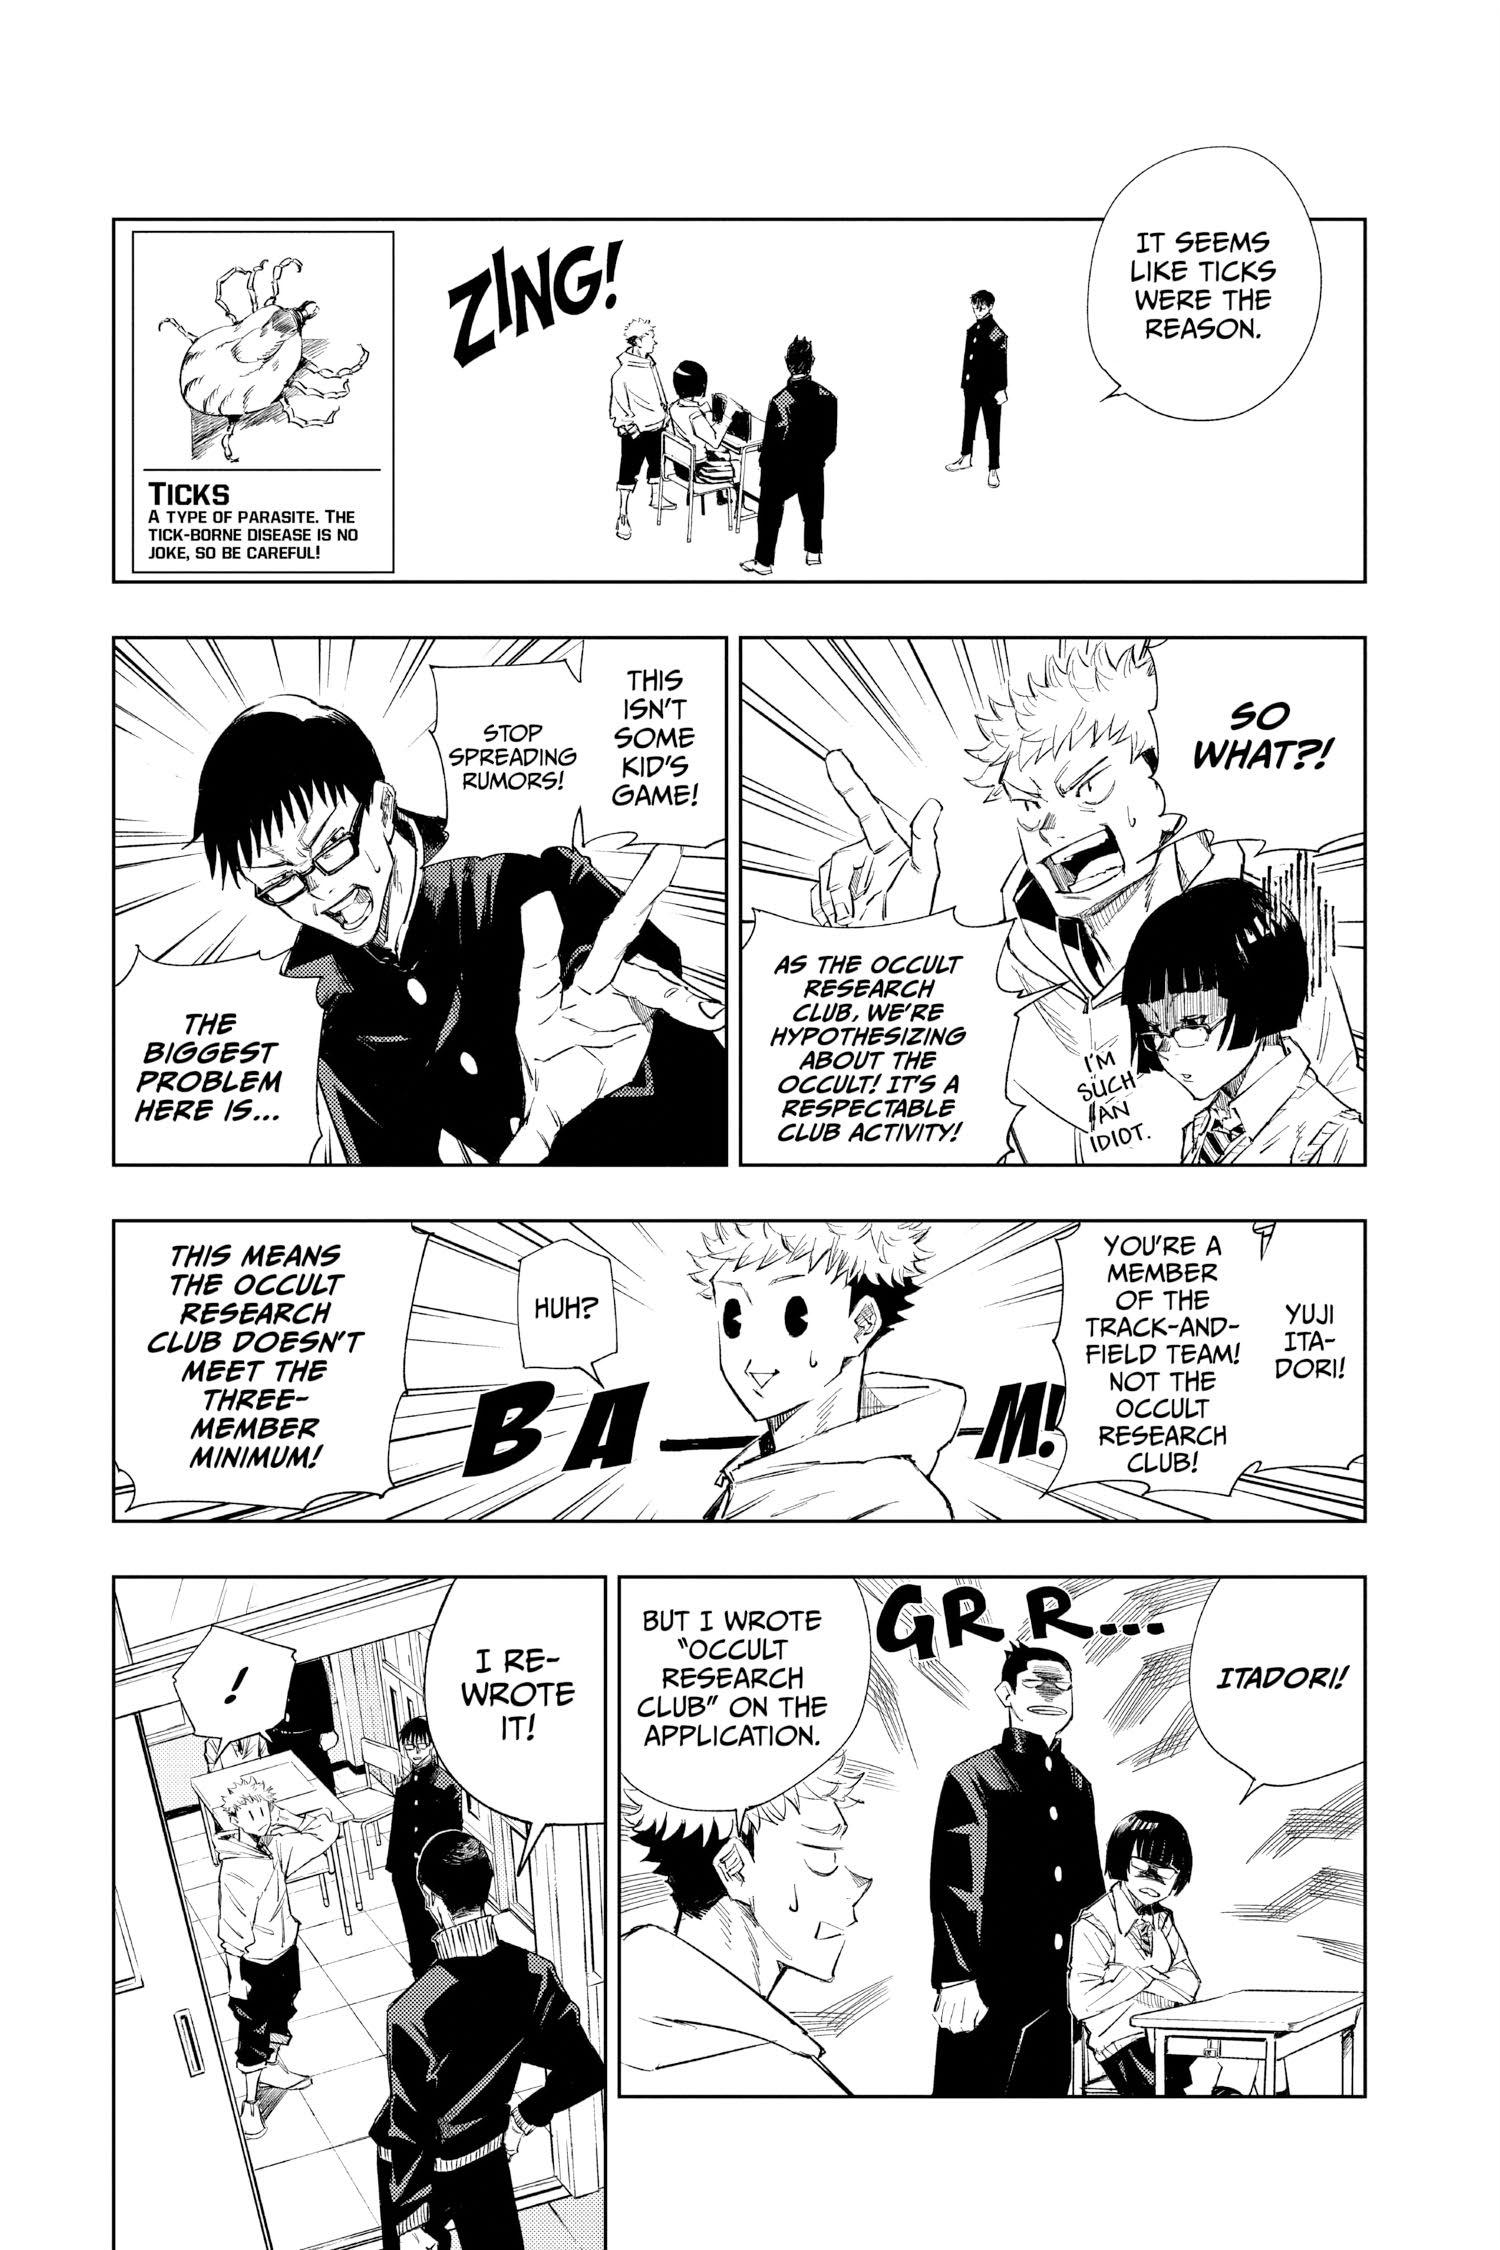 IT SEEMS
LIKE TICKS
WERE THE
REASON.
ZING!
TICKS
A TYPE OF PARASITE. THE
TICK-BORNE DISEASE IS NO
JOKE, SO BE CAREFUL!
SO
WHAT?!
AS THE OCCULT
RESEARCH
CLUB, WE'RE
HYPOTHESIZING
ABOUT THE
OCCULT! IT'S A
RESPECTABLE
CLUB ACTIVITY!
I'M
SUCH
AN
IDIOT.
THIS
ISN'T
SOME
KID'S
GAME!
STOP
SPREADING
RUMORS!
THE
BIGGEST
PROBLEM
HERE IS...
YUJI
ITA-
DORI!
YOU'RE A
MEMBER
OF THE
TRACK-AND-
FIELD TEAM!
NOT THE
OCCULT
RESEARCH
CLUB!
BA—M!
HUH?
THIS MEANS
THE OCCULT
RESEARCH
CLUB DOESN'T
MEET THE
THREE-
MEMBER
MINIMUM!
ITADORI!
GRR...
BUT I WROTE
"OCCULT
RESEARCH
CLUB" ON THE
APPLICATION.
I RE-
WROTE
IT!
!